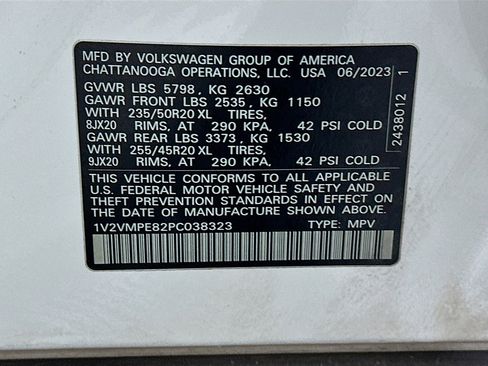 MFD BY VOLKSWAGEN GROUP OF AMERICA
CHATTANOOGA OPERATIONS, LLC. USA 06/2023
GVWR LBS 5798, KG 2630
GAWR FRONT LBS 2535, KG 1150
WITH 235/50R20 XL TIRES,
8JX20 RIMS, AT 290 KPA, 42 PSI COLD
GAWR REAR LBS 3373, KG 1530
WITH 255/45R20 XL TIRES,
9JX20 RIMS, AT 290 KPA, 42 PSI COLD
THIS VEHICLE CONFORMS TO ALL APPLICABLE
U.S. FEDERAL MOTOR VEHICLE SAFETY AND
THEFT PREVENTION STANDARDS IN EFFECT ON
THE DATE OF MANUFACTURE SHOWN ABOVE.
1V2VMPE82PC038323 TYPE: MPV
2438012 1